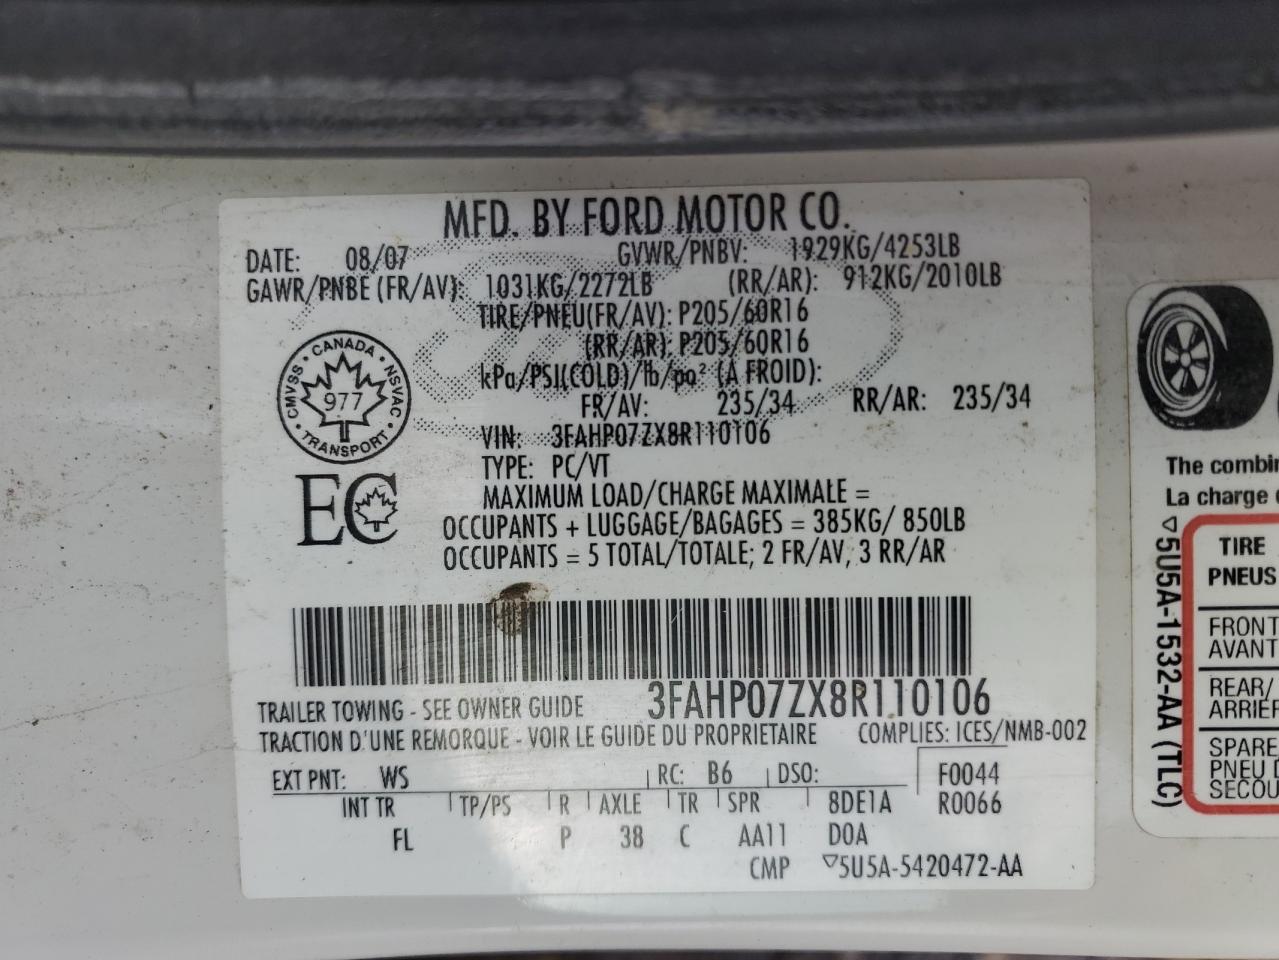 MFD. BY FORD MOTOR CO.
DATE: 08/07 GVWR/PNBV: 1929KG/4253LB
GAWR/PNBE (FR/AV): 1031KG/2272LB (RR/AR): 912KG/2010LB
TIRE/PNEU(FR/AV): P205/60R16
(RR/AR): P205/60R16
kPa/PSI(COLD)/lb/po² (A FROID):
FR/AV: 235/34 RR/AR: 235/34
VIN: 3FAHP07ZX8R110106
TYPE: PC/VT
MAXIMUM LOAD/CHARGE MAXIMALE =
OCCUPANTS + LUGGAGE/BAGAGES = 385KG/ 850LB
OCCUPANTS = 5 TOTAL/TOTALE; 2 FR/AV, 3 RR/AR
CANADA
CMVSS 977 NSVAC
TRANSPORT
EC
3FAHP07ZX8R110106
TRAILER TOWING - SEE OWNER GUIDE
TRACTION D'UNE REMORQUE - VOIR LE GUIDE DU PROPRIETAIRE COMPLIES: ICES/NMB-002
EXT PNT: WS RC: B6 DSO: F0044
INT TR TP/PS R AXLE TR SPR 8DE1A R0066
FL P 38 C AA11 D0A
CMP 5U5A-5420472-AA
The combin
La charge
5U5A-1532-AA (TLC)
TIRE
PNEUS
FRONT
AVANT
REAR/
ARRIÈR
SPARE
PNEU D
SECOU